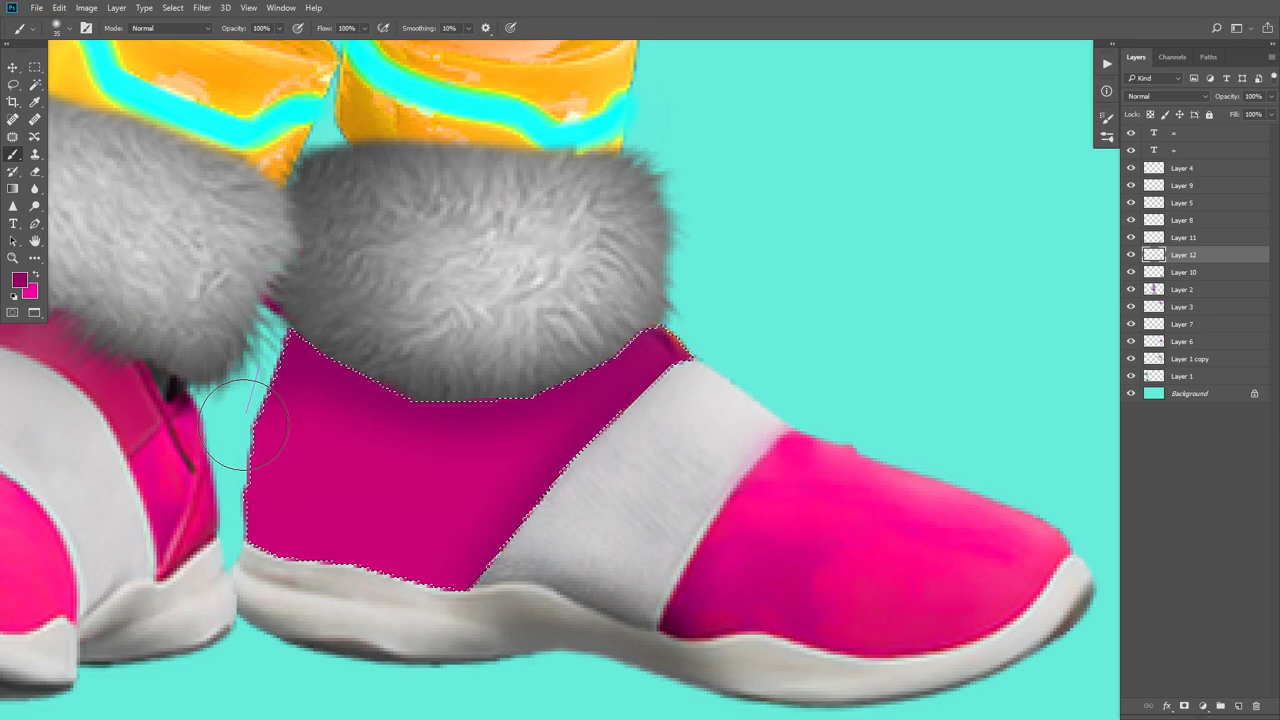 Ps File Edit Image Layer Type Select Filter 3D View Window Help
35 Mode: Normal Opacity: 100% Flow: 100% Smoothing: 10%
Layers Channels Paths
Kind
Normal Opacity: 100%
Lock: Fill: 100%
T =
T +
Layer 4
Layer 9
Layer 5
Layer 8
Layer 11
Layer 12
Layer 10
Layer 2
Layer 3
Layer 7
Layer 6
Layer 1 copy
Layer 1
Background
fx